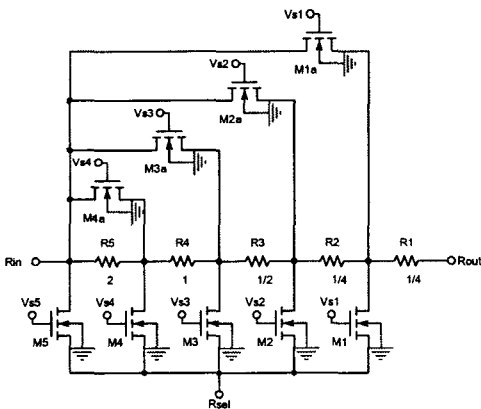 Vs1
M1a
Vs2
M2a
Vs3
M3a
Vs4
M4a
R5 R4 R3 R2 R1
Rin Rout
2 1 1/2 1/4 1/4
Vs5 Vs4 Vs3 Vs2 Vs1
M5 M4 M3 M2 M1
Rsel